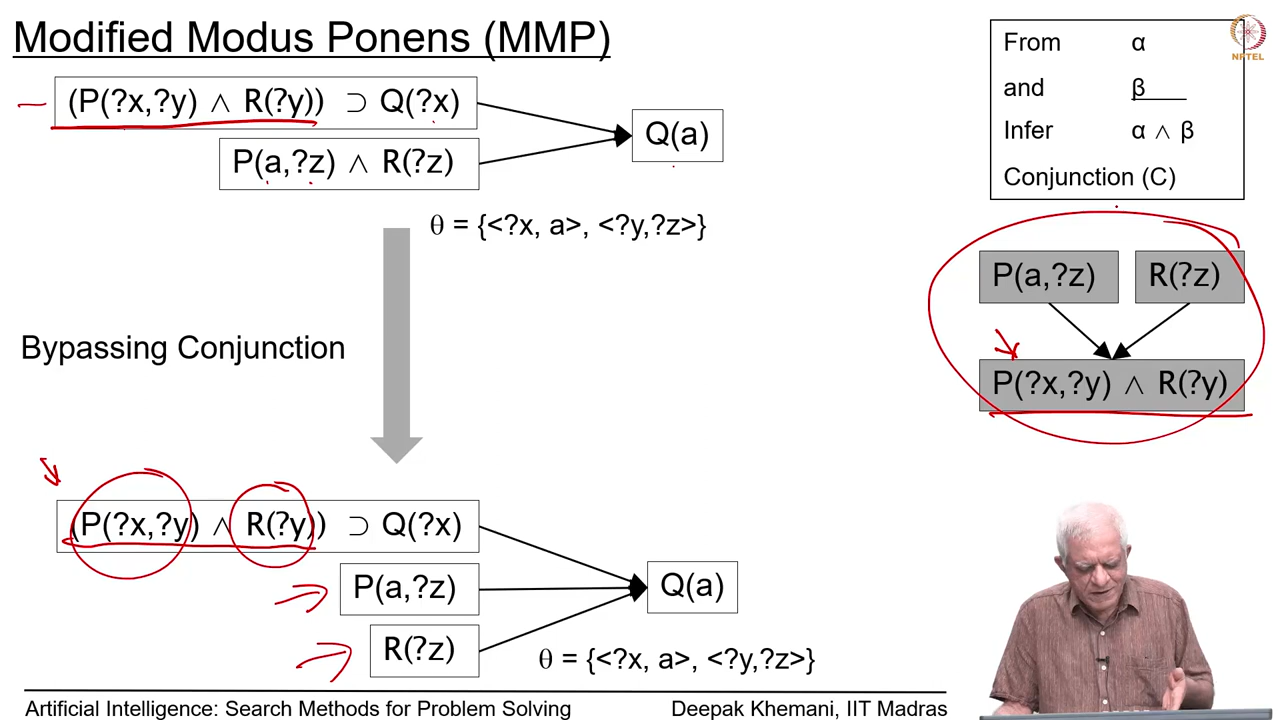 Modified Modus Ponens (MMP)
(P(?x,?y) ∧ R(?y)) ⊃ Q(?x)
P(a,?z) ∧ R(?z)
Q(a)
θ = {<?x, a>, <?y,?z>}
Bypassing Conjunction
(P(?x,?y) ∧ R(?y)) ⊃ Q(?x)
P(a,?z)
R(?z)
Q(a)
θ = {<?x, a>, <?y,?z>}
From α
and β
Infer α ∧ β
Conjunction (C)
NPTEL
P(a,?z) R(?z)
P(?x,?y) ∧ R(?y)
Artificial Intelligence: Search Methods for Problem Solving Deepak Khemani, IIT Madras